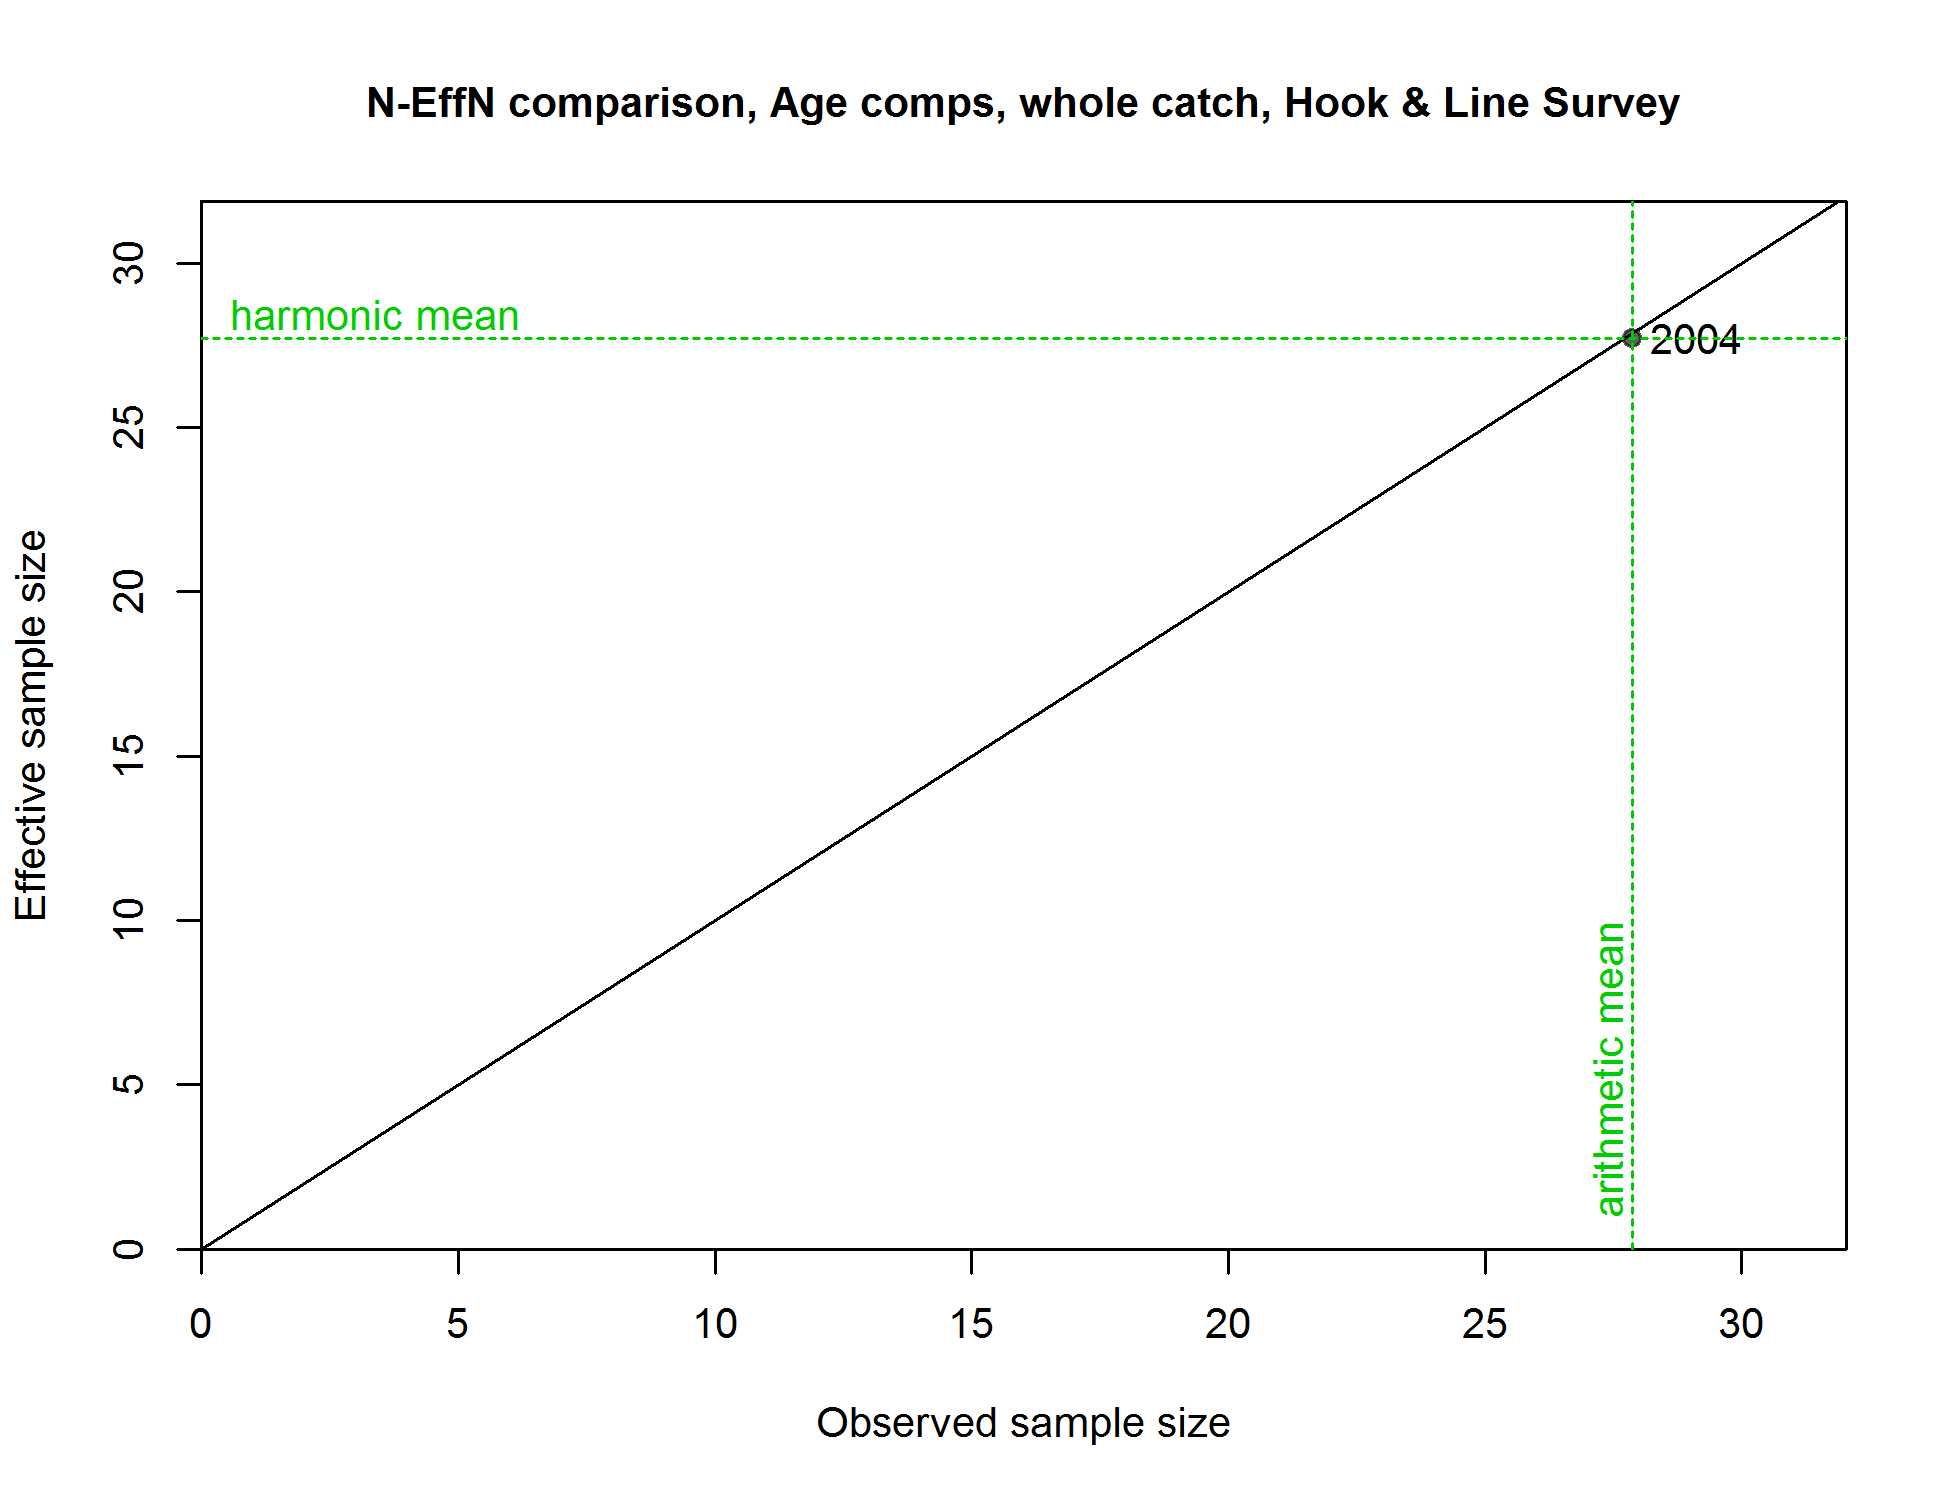 N-EffN comparison, Age comps, whole catch, Hook & Line Survey
Effective sample size
30
25
20
15
10
5
0
harmonic mean
2004
arithmetic mean
0 5 10 15 20 25 30
Observed sample size